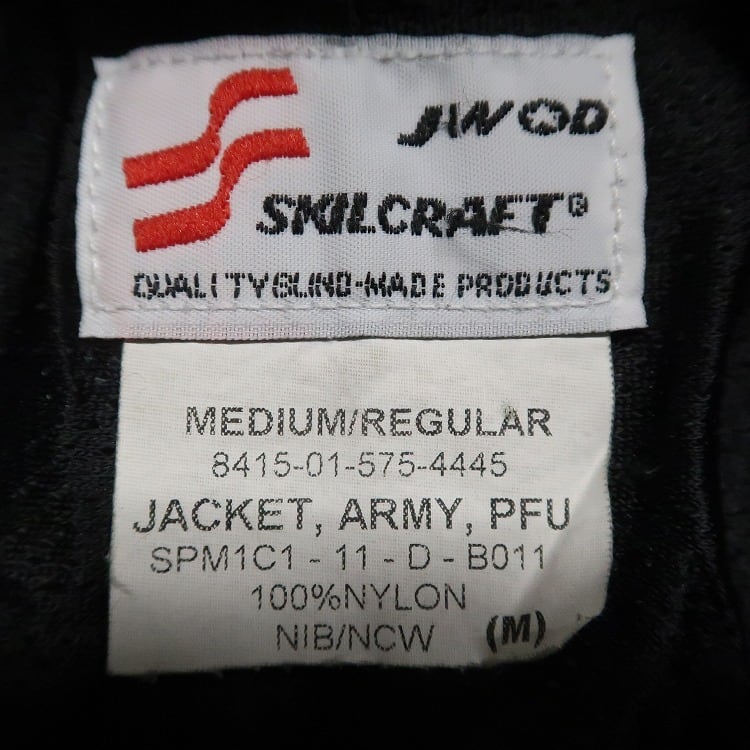 JWOD
SKILCRAFT®
QUALITY BLIND-MADE PRODUCTS
MEDIUM/REGULAR
8415-01-575-4445
JACKET, ARMY, PFU
SPM1C1 - 11 - D - B011
100%NYLON
NIB/NCW (M)